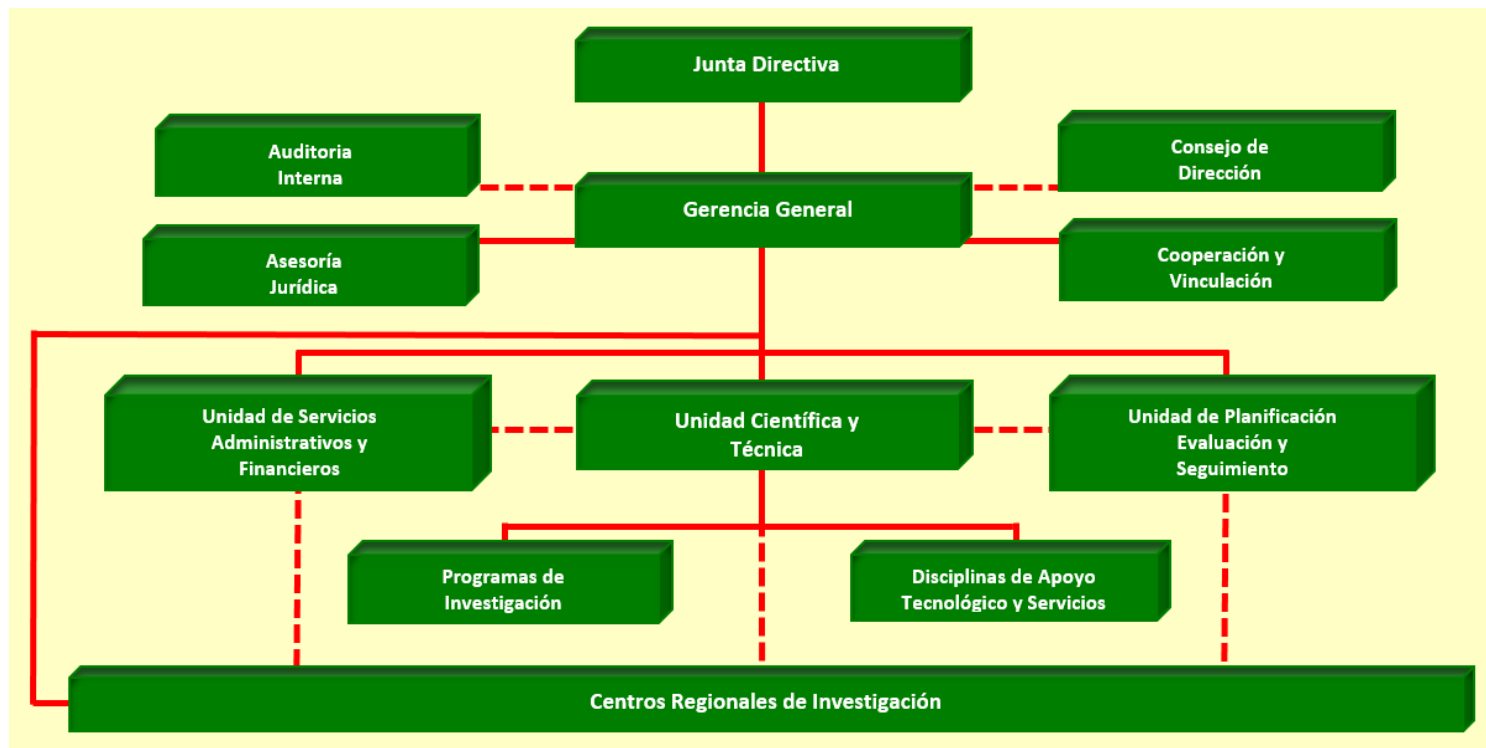 Junta Directiva
Auditoria
Interna
Consejo de
Dirección
Gerencia General
Asesoría
Jurídica
Cooperación y
Vinculación
Unidad de Servicios
Administrativos y
Financieros
Unidad Científica y
Técnica
Unidad de Planificación
Evaluación y
Seguimiento
Programas de
Investigación
Disciplinas de Apoyo
Tecnológico y Servicios
Centros Regionales de Investigación